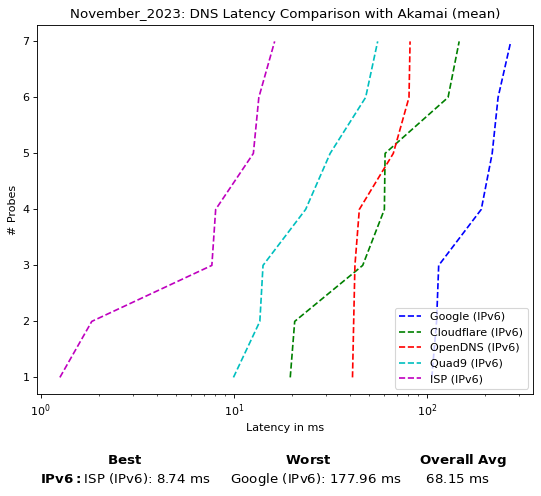 November_2023: DNS Latency Comparison with Akamai (mean)
7
6
5
4
3
2
1
# Probes
Google (IPv6)
Cloudflare (IPv6)
OpenDNS (IPv6)
Quad9 (IPv6)
ISP (IPv6)
10⁰ 10¹ 10²
Latency in ms
Best Worst Overall Avg
IPv6: ISP (IPv6): 8.74 ms Google (IPv6): 177.96 ms 68.15 ms